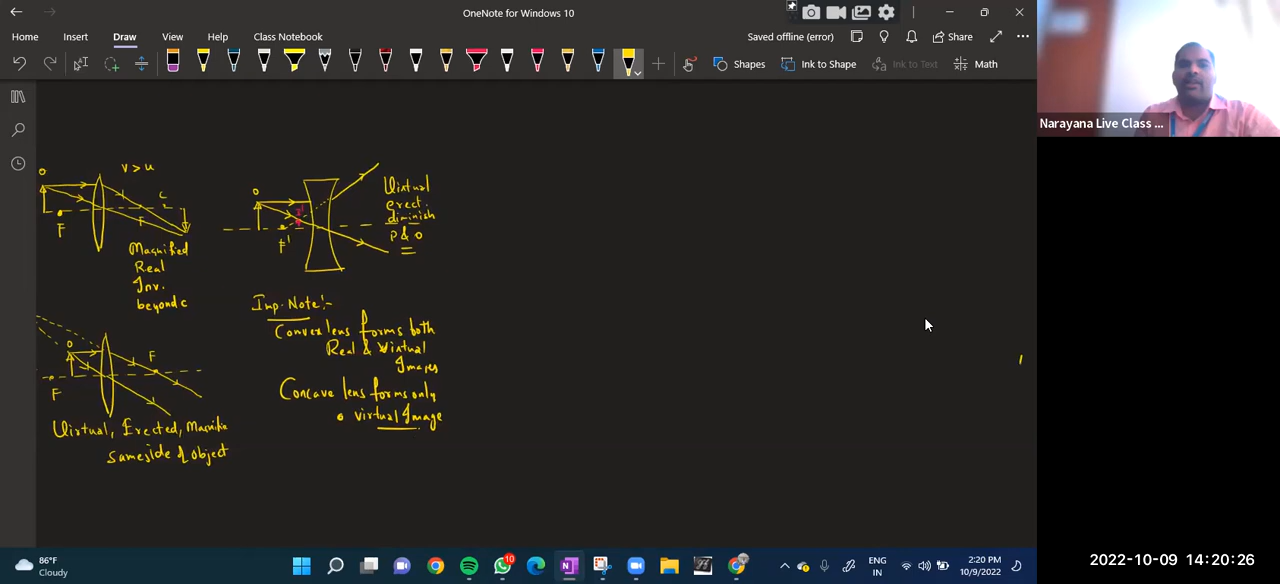 OneNote for Windows 10
Home Insert Draw View Help Class Notebook
Saved offline (error)
Share
Shapes
Ink to Shape
Ink to Text
Math
Narayana Live Class ...
O
v > u
C
F
F
Magnified
Real
Inv.
beyond c
O
I'
F'
Virtual
erect.
diminish
P & O
Imp. Note:-
Convex lens forms both
Real & Virtual
Images
Concave lens forms only
virtual Image
O
F
F
Virtual, Erected, Magnifie
same side of object
86°F
Cloudy
10
ENG
IN
2:20 PM
10/9/2022
2022-10-09 14:20:26